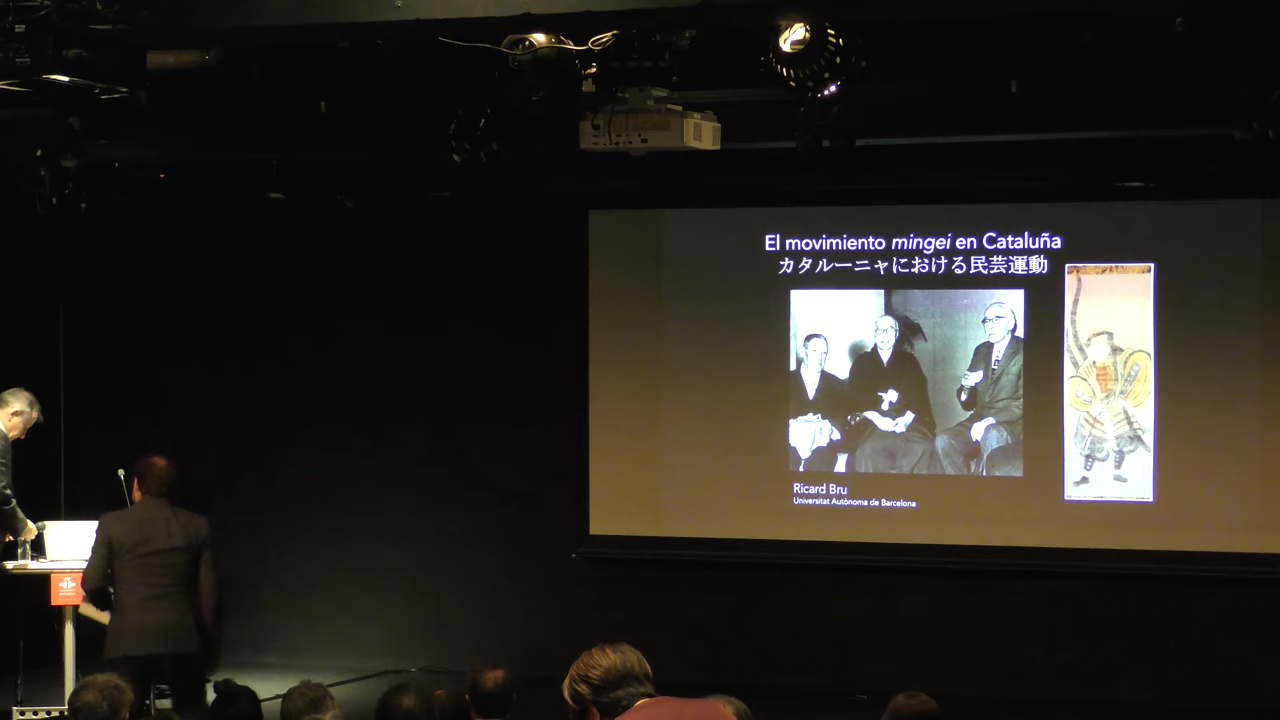 El movimiento mingei en Cataluña
カタルーニャにおける民芸運動
Ricard Bru
Universitat Autònoma de Barcelona